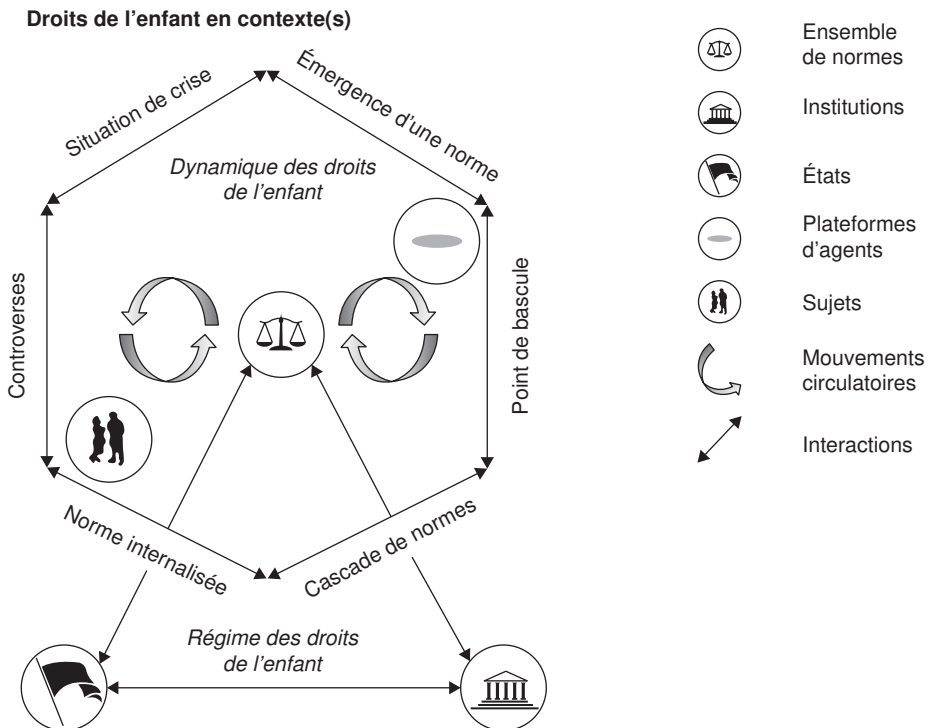 Droits de l'enfant en contexte(s)
Situation de crise
Émergence d'une norme
Dynamique des droits
de l'enfant
Controverses
Point de bascule
Norme internalisée
Cascade de normes
Régime des droits
de l'enfant
Ensemble
de normes
Institutions
États
Plateformes
d'agents
Sujets
Mouvements
circulatoires
Interactions